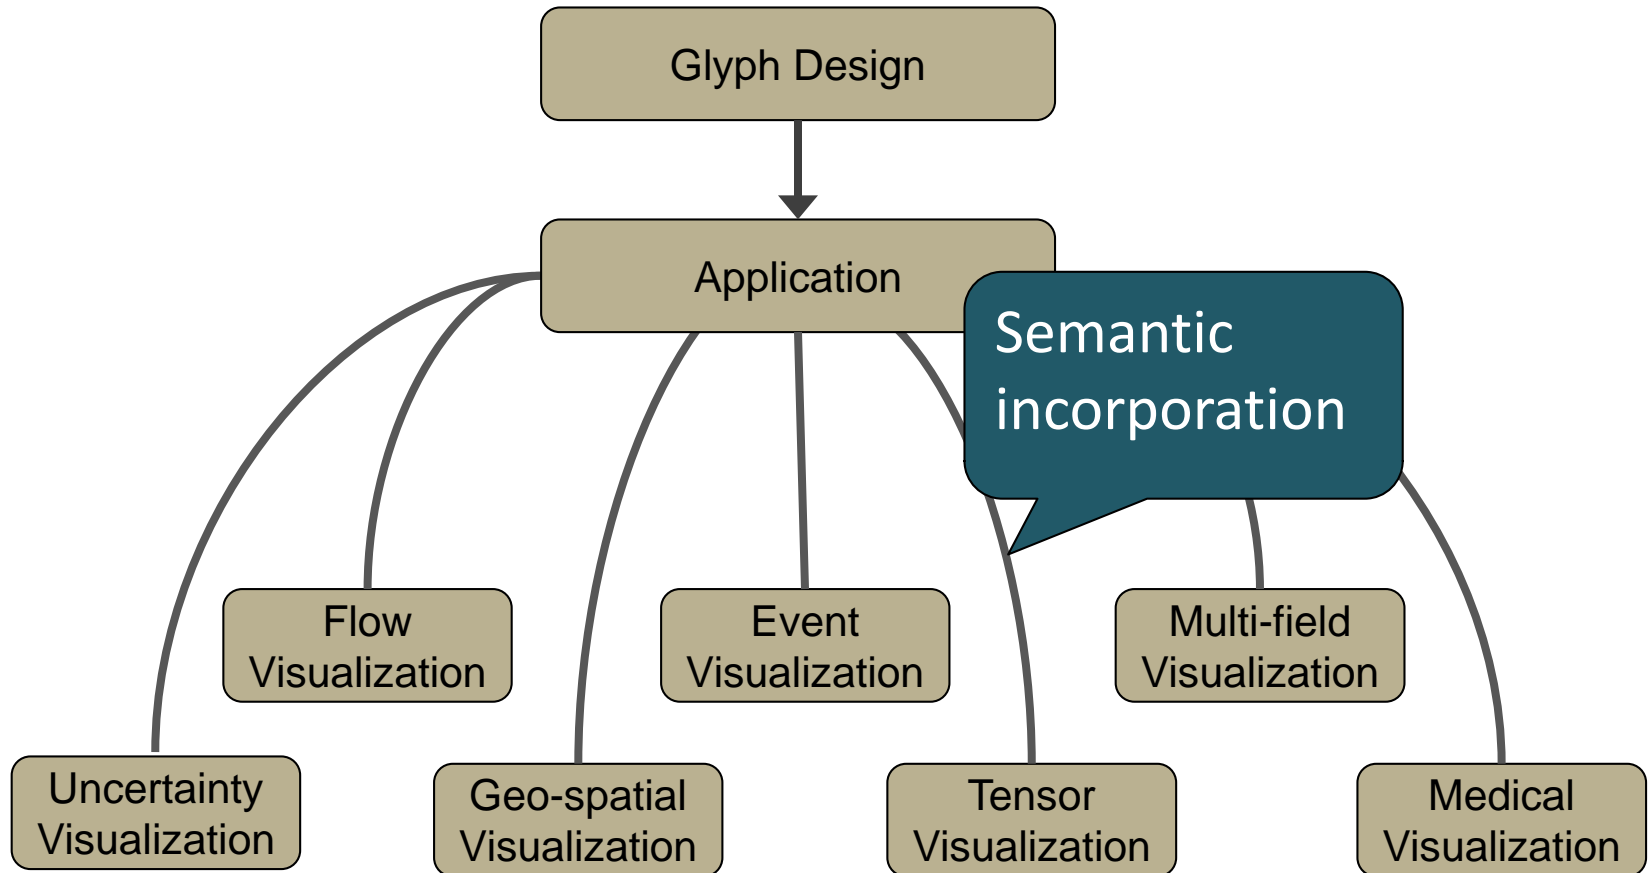 Glyph Design
Application
Semantic
incorporation
Flow
Visualization
Event
Visualization
Multi-field
Visualization
Uncertainty
Visualization
Geo-spatial
Visualization
Tensor
Visualization
Medical
Visualization